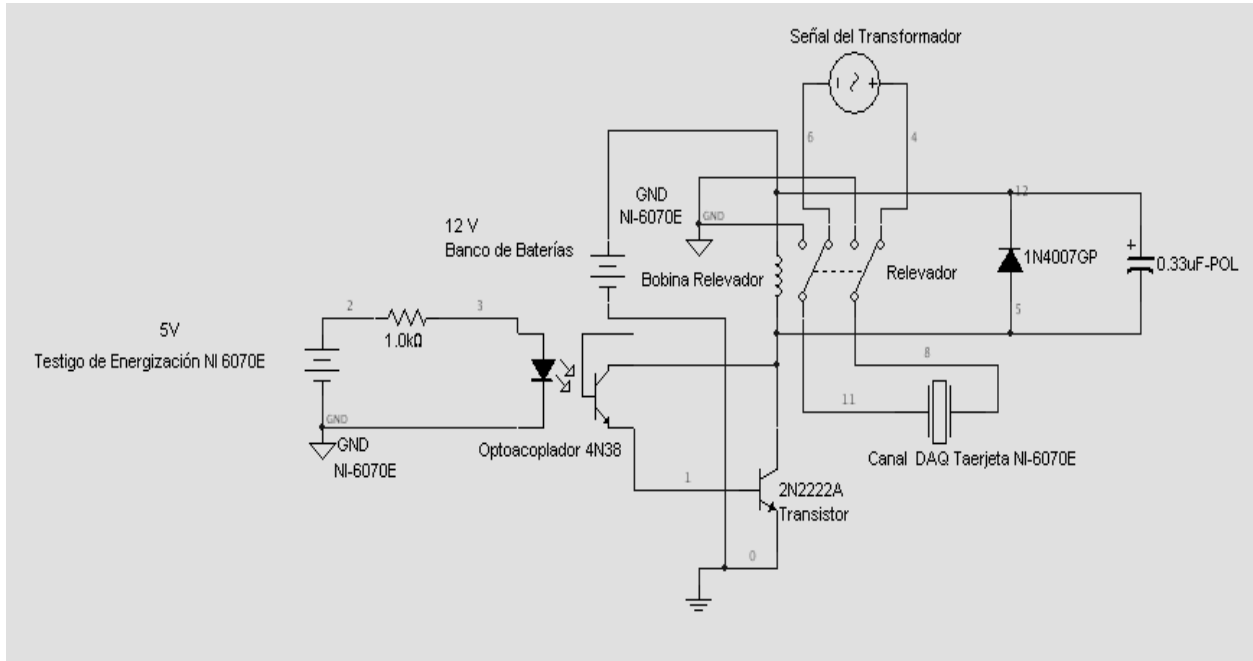 Señal del Transformador
6
4
GND
NI-6070E
GND
12
12 V
Banco de Baterías
Bobina Relevador
Relevador
1N4007GP
0.33uF-POL
+
5V
Testigo de Energización NI 6070E
2
3
1.0kΩ
5
8
11
GND
GND
NI-6070E
Optoacoplador 4N38
Canal DAQ Taerjeta NI-6070E
1
2N2222A
Transistor
0